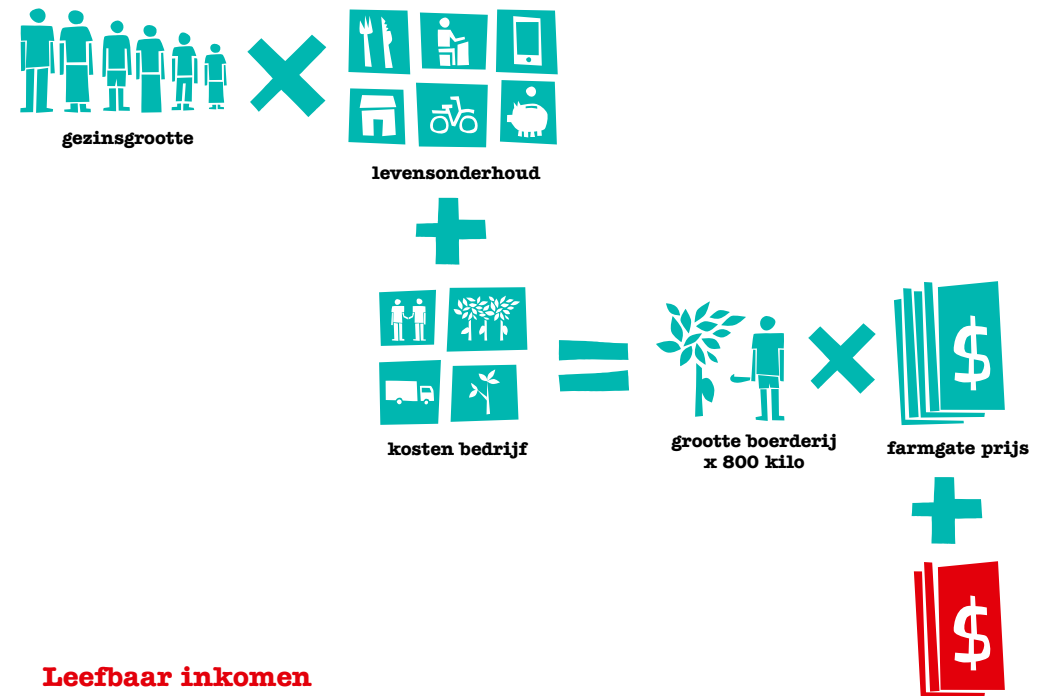 gezinsgrootte
levensonderhoud
kosten bedrijf
grootte boerderij
x 800 kilo
farmgate prijs
$
$
Leefbaar inkomen